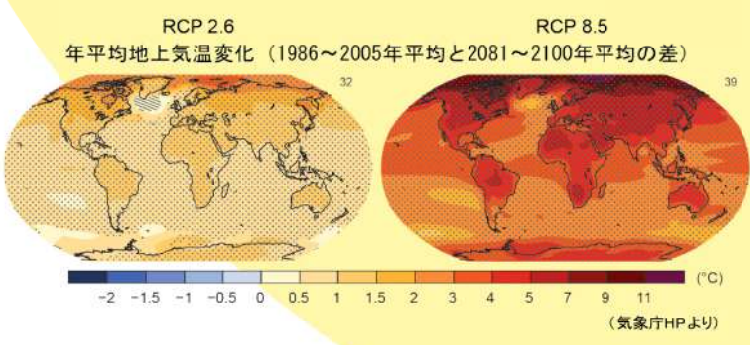 RCP 2.6
RCP 8.5
年平均地上気温変化（1986～2005年平均と2081～2100年平均の差）
32
39
-2 -1.5 -1 -0.5 0 0.5 1 1.5 2 3 4 5 7 9 11 (°C)
（気象庁HPより）